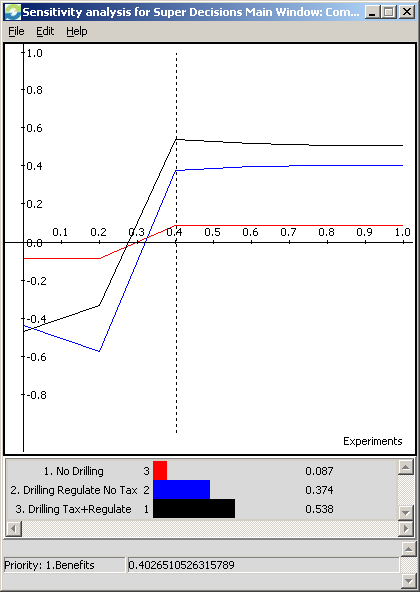 Sensitivity analysis for Super Decisions Main Window: Com...
File Edit Help
1.0
0.8
0.6
0.4
0.1 0.2 0.3 0.4 0.5 0.6 0.7 0.8 0.9 1.0
0.0
-0.2
-0.4
-0.6
-0.8
Experiments
1. No Drilling 3 0.087
2. Drilling Regulate No Tax 2 0.374
3. Drilling Tax+Regulate 1 0.538
Priority: 1.Benefits 0.4026510526315789